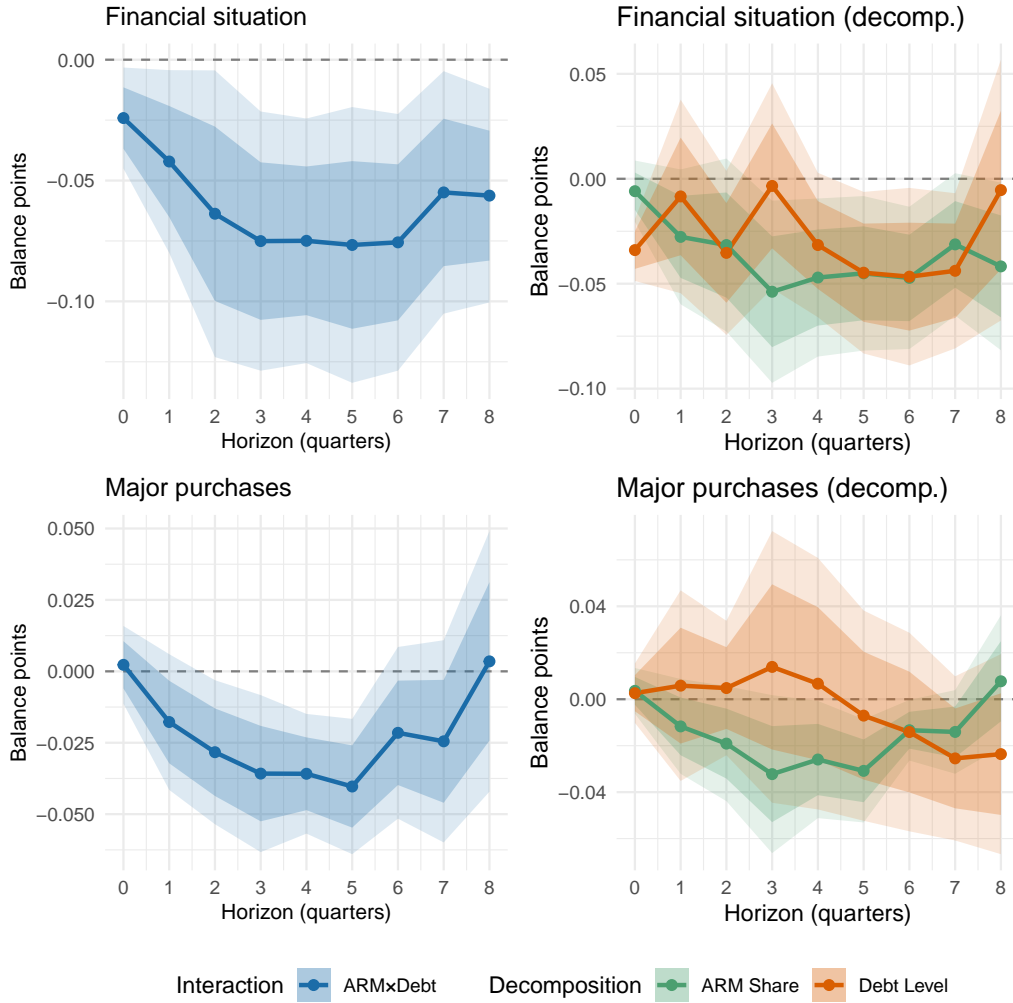 Financial situation
Balance points
0.00
−0.05
−0.10
0 1 2 3 4 5 6 7 8
Horizon (quarters)
Financial situation (decomp.)
Balance points
0.05
0.00
−0.05
−0.10
0 1 2 3 4 5 6 7 8
Horizon (quarters)
Major purchases
Balance points
0.050
0.025
0.000
−0.025
−0.050
0 1 2 3 4 5 6 7 8
Horizon (quarters)
Major purchases (decomp.)
Balance points
0.04
0.00
−0.04
0 1 2 3 4 5 6 7 8
Horizon (quarters)
Interaction ARM×Debt Decomposition ARM Share Debt Level